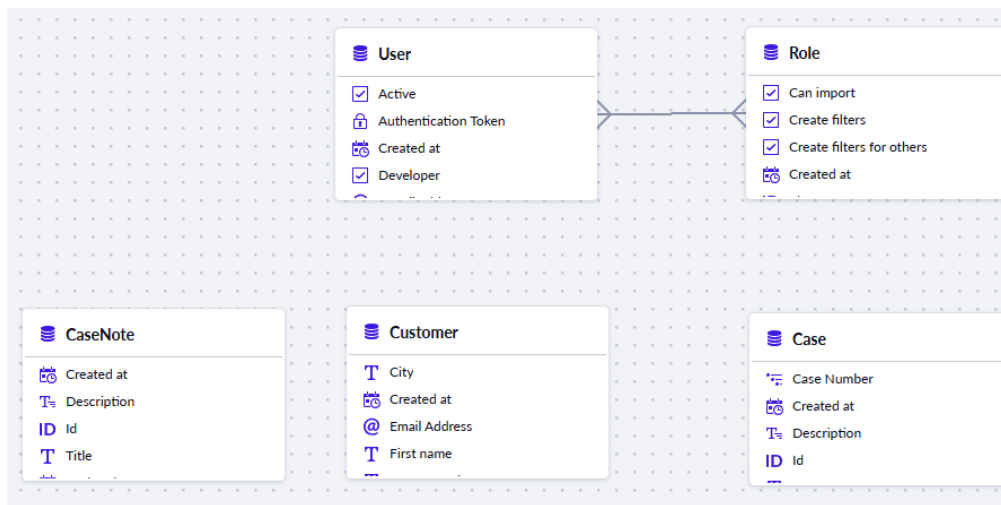 User
Active
Authentication Token
Created at
Developer
Role
Can import
Create filters
Create filters for others
Created at
CaseNote
Created at
Description
ID Id
Title
Customer
City
Created at
@ Email Address
First name
Case
Case Number
Created at
Description
ID Id